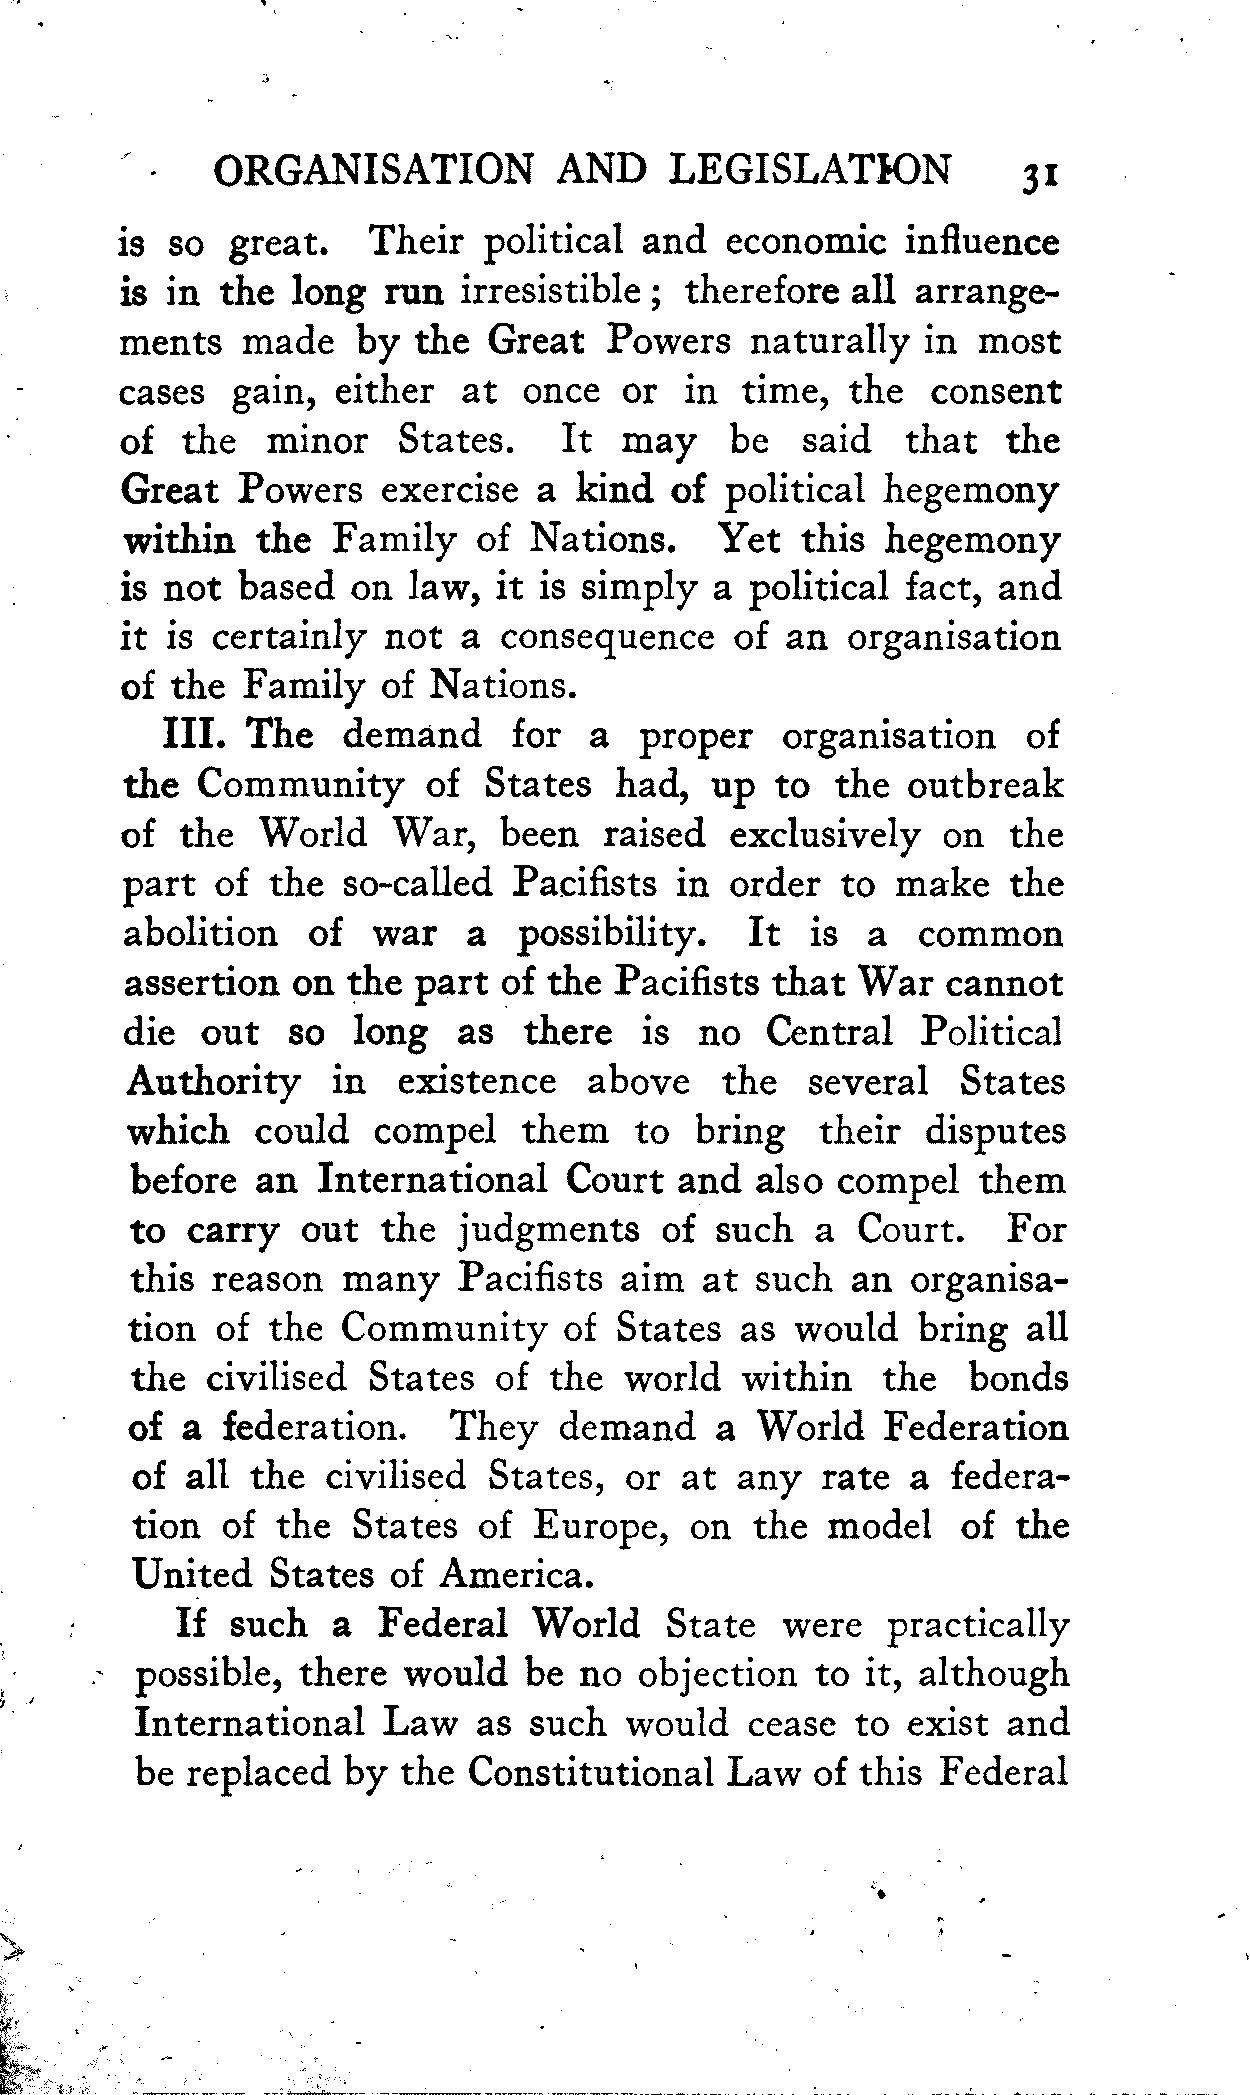 ORGANISATION AND LEGISLATION 31
is so great. Their political and economic influence
is in the long run irresistible ; therefore all arrange-
ments made by the Great Powers naturally in most
cases gain, either at once or in time, the consent
of the minor States. It may be said that the
Great Powers exercise a kind of political hegemony
within the Family of Nations. Yet this hegemony
is not based on law, it is simply a political fact, and
it is certainly not a consequence of an organisation
of the Family of Nations.
III. The demand for a proper organisation of
the Community of States had, up to the outbreak
of the World War, been raised exclusively on the
part of the so-called Pacifists in order to make the
abolition of war a possibility. It is a common
assertion on the part of the Pacifists that War cannot
die out so long as there is no Central Political
Authority in existence above the several States
which could compel them to bring their disputes
before an International Court and also compel them
to carry out the judgments of such a Court. For
this reason many Pacifists aim at such an organisa-
tion of the Community of States as would bring all
the civilised States of the world within the bonds
of a federation. They demand a World Federation
of all the civilised States, or at any rate a federa-
tion of the States of Europe, on the model of the
United States of America.
If such a Federal World State were practically
possible, there would be no objection to it, although
International Law as such would cease to exist and
be replaced by the Constitutional Law of this Federal